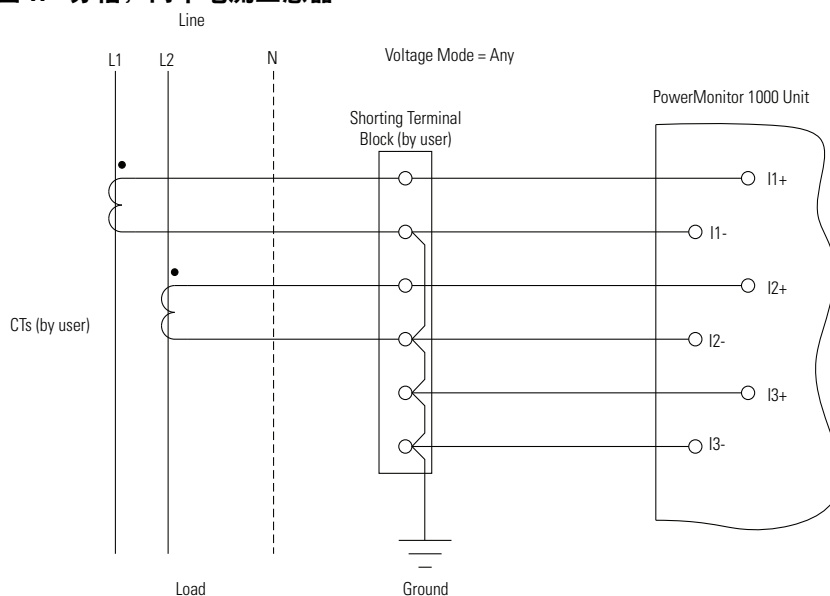 Line
L1
L2
N
Voltage Mode = Any
PowerMonitor 1000 Unit
Shorting Terminal
Block (by user)
I1+
I1-
I2+
CTs (by user)
I2-
I3+
I3-
Load
Ground